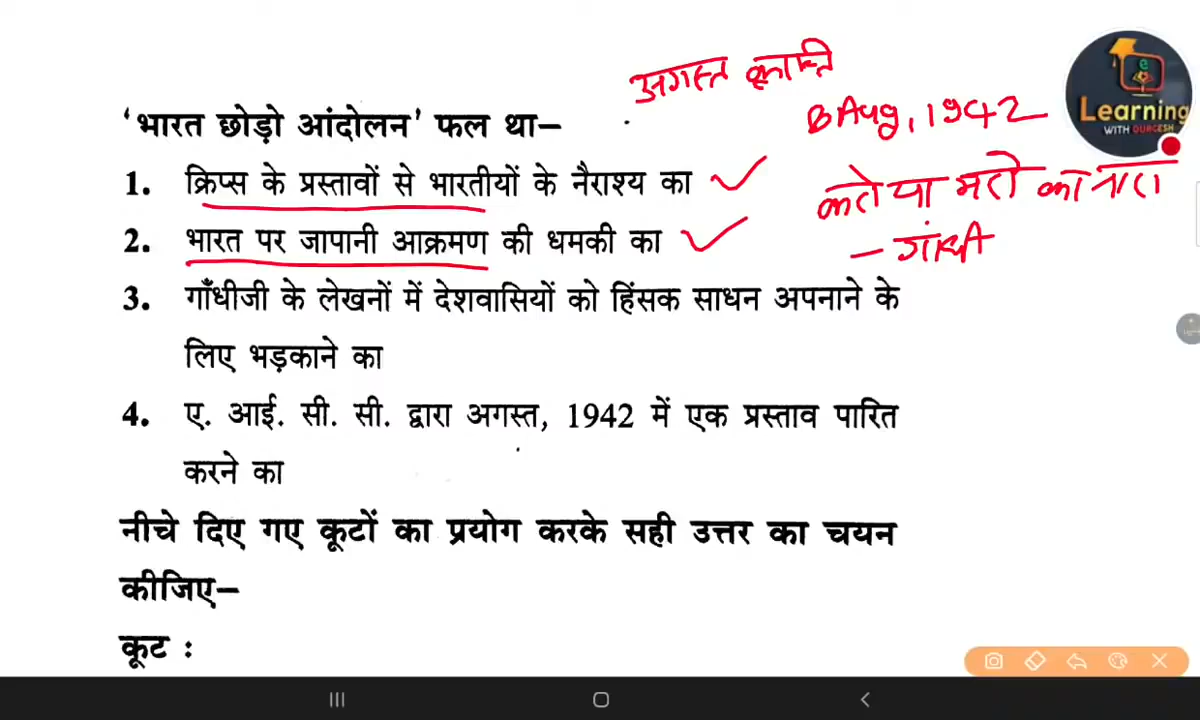 अगस्त क्रान्ति
8 Aug, 1942
करो या मरो का नारा
– गांधी
e
Learning
WITH DURGESH
‘भारत छोड़ो आंदोलन’ फल था–
1. क्रिप्स के प्रस्तावों से भारतीयों के नैराश्य का
2. भारत पर जापानी आक्रमण की धमकी का
3. गाँधीजी के लेखनों में देशवासियों को हिंसक साधन अपनाने के
लिए भड़काने का
4. ए. आई. सी. सी. द्वारा अगस्त, 1942 में एक प्रस्ताव पारित
करने का
नीचे दिए गए कूटों का प्रयोग करके सही उत्तर का चयन
कीजिए–
कूट :